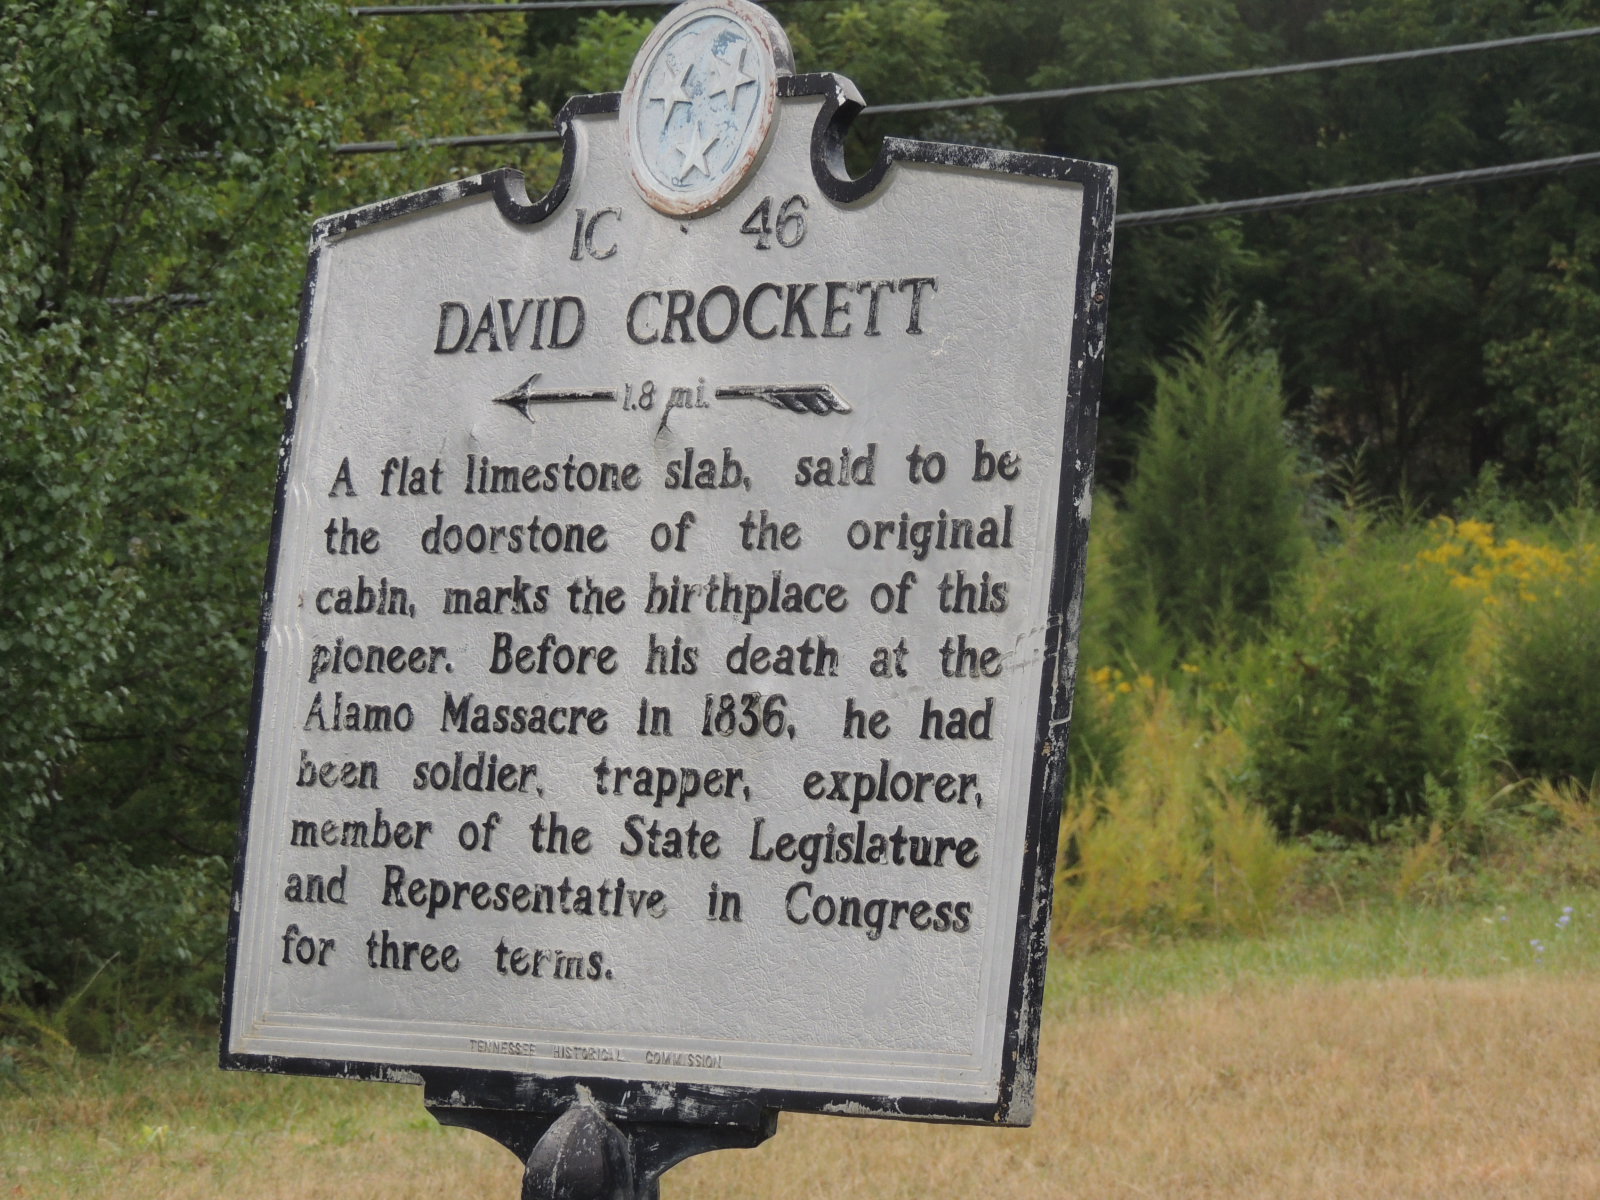 1C 46
DAVID CROCKETT
1.8 mi.
A flat limestone slab, said to be
the doorstone of the original
cabin, marks the birthplace of this
pioneer. Before his death at the
Alamo Massacre in 1836, he had
been soldier, trapper, explorer,
member of the State Legislature
and Representative in Congress
for three terms.
TENNESSEE HISTORICAL COMMISSION